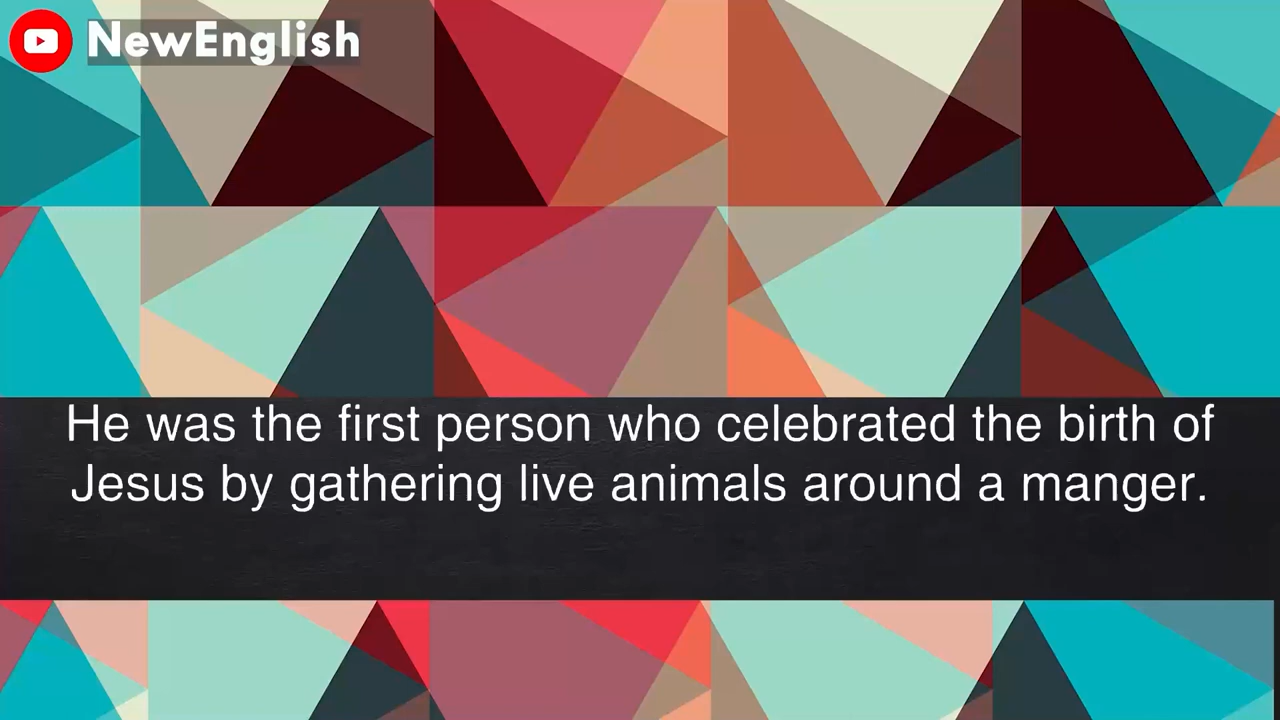 NewEnglish
He was the first person who celebrated the birth of
Jesus by gathering live animals around a manger.